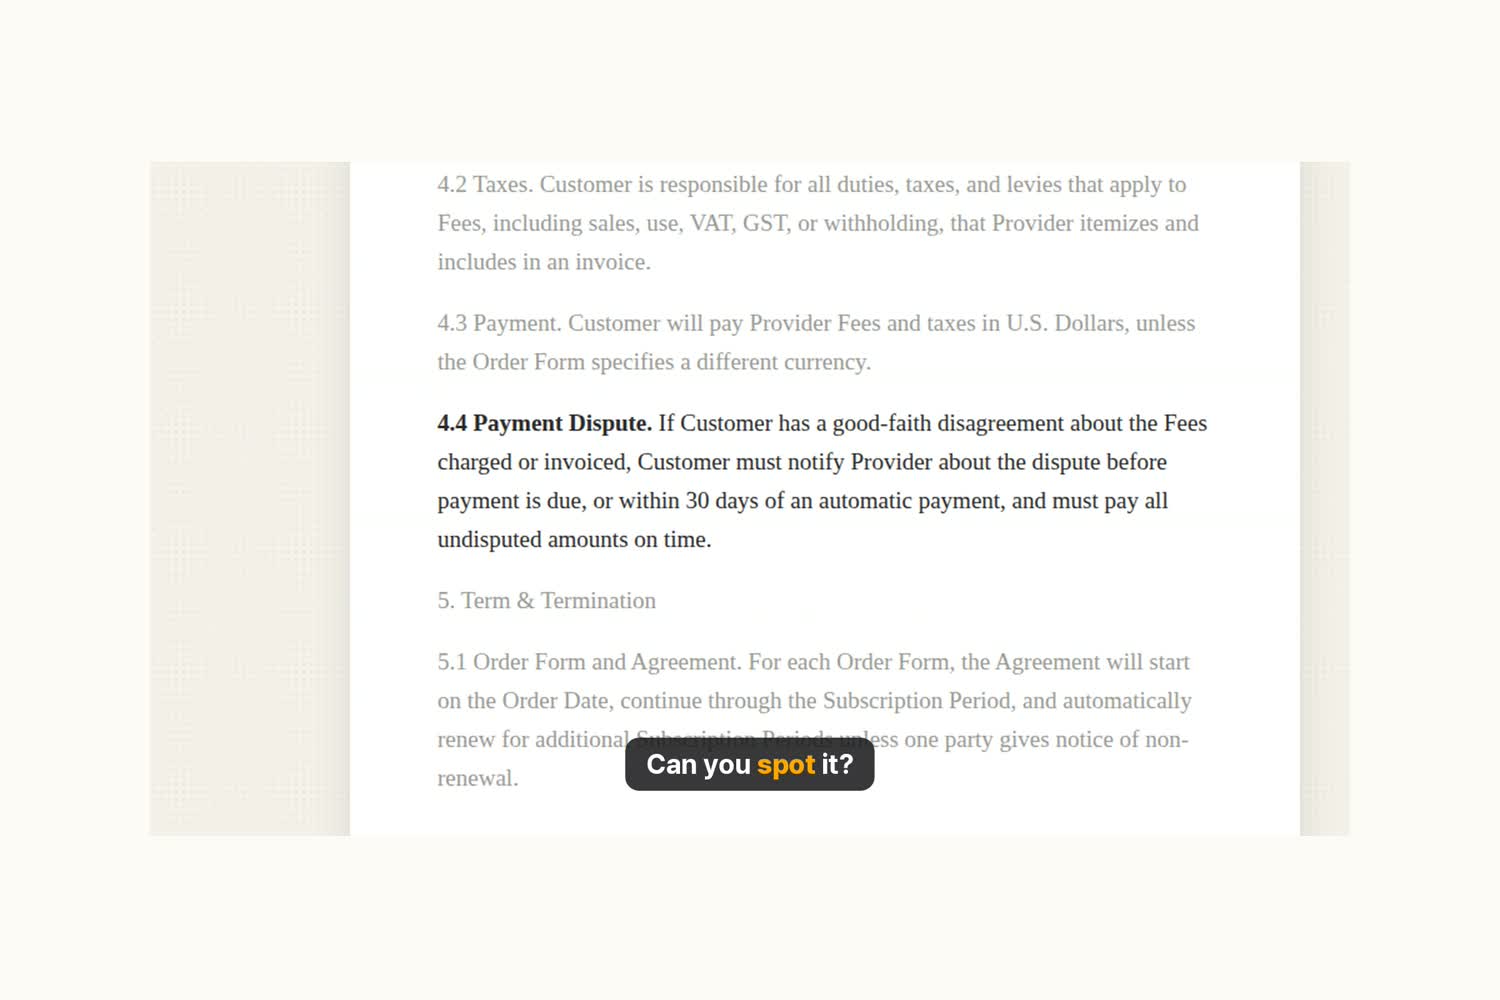 4.2 Taxes. Customer is responsible for all duties, taxes, and levies that apply to
Fees, including sales, use, VAT, GST, or withholding, that Provider itemizes and
includes in an invoice.
4.3 Payment. Customer will pay Provider Fees and taxes in U.S. Dollars, unless
the Order Form specifies a different currency.
4.4 Payment Dispute. If Customer has a good-faith disagreement about the Fees
charged or invoiced, Customer must notify Provider about the dispute before
payment is due, or within 30 days of an automatic payment, and must pay all
undisputed amounts on time.
5. Term & Termination
5.1 Order Form and Agreement. For each Order Form, the Agreement will start
on the Order Date, continue through the Subscription Period, and automatically
renew for additional Subscription Periods unless one party gives notice of non-
renewal.
Can you spot it?